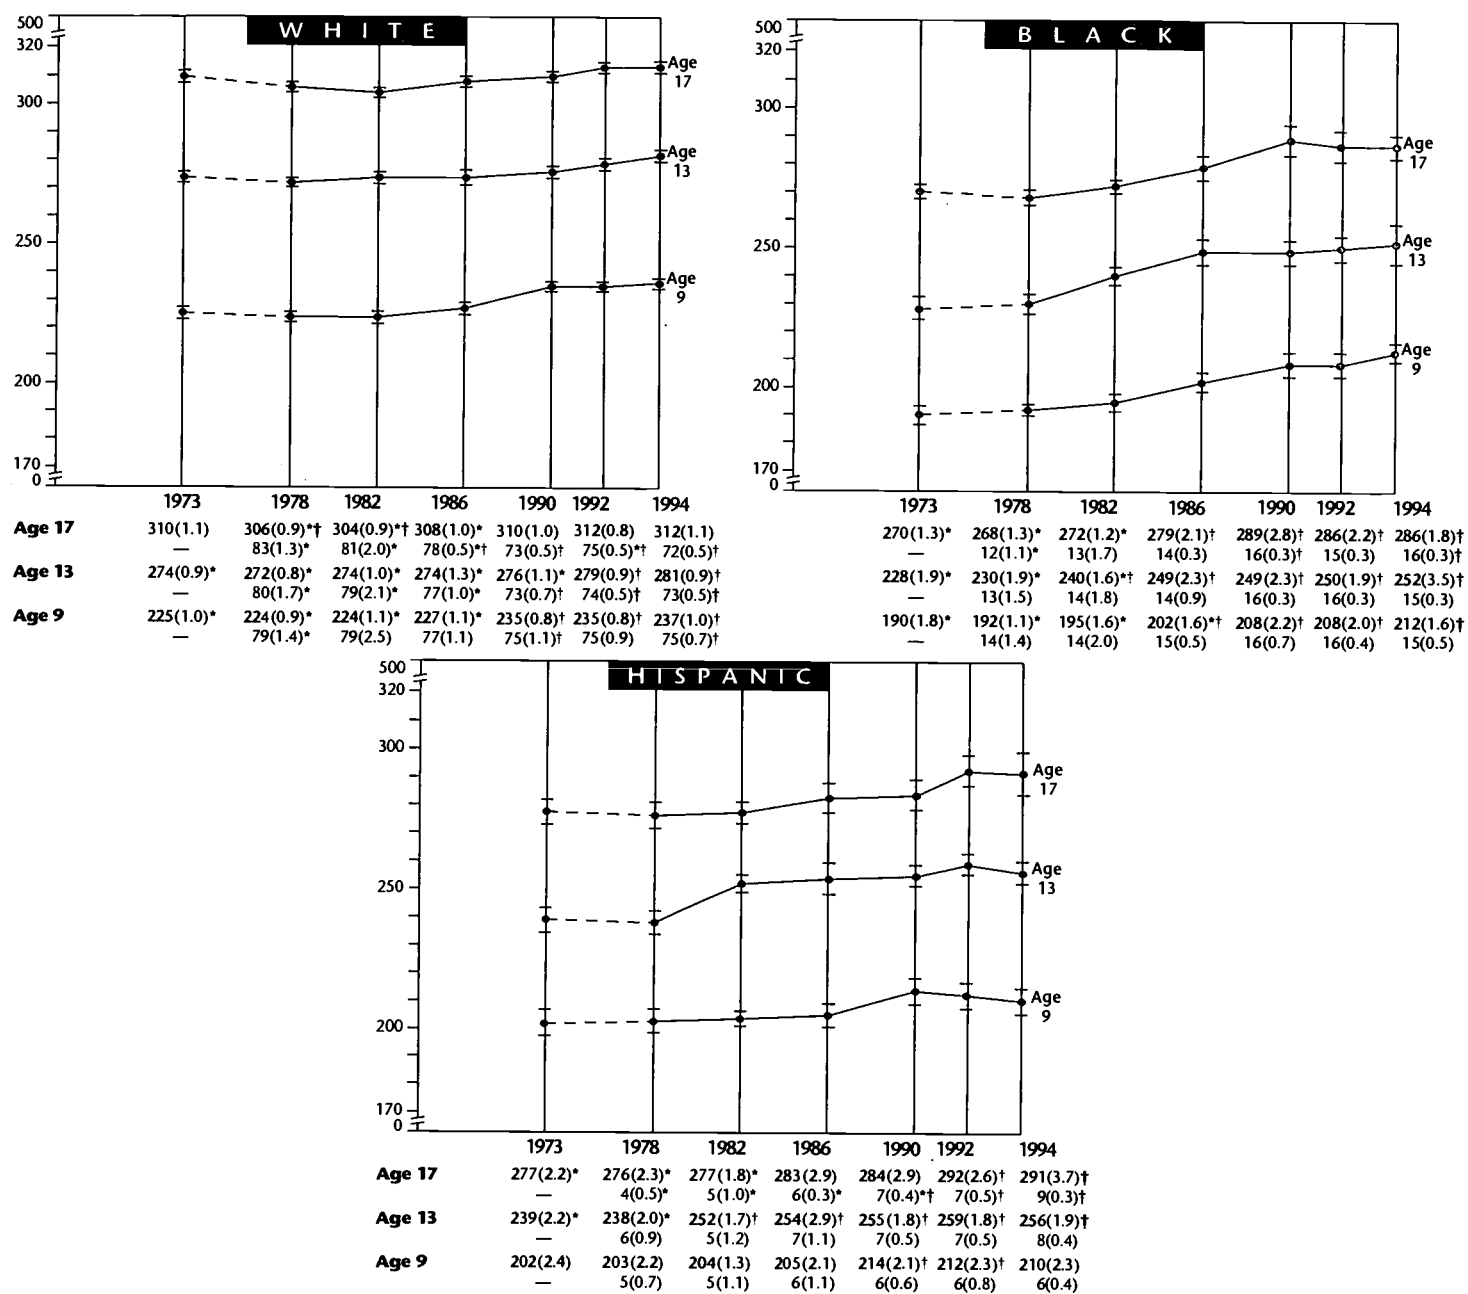 WHITE
500
320
300
250
200
170
0
Age
17
Age
13
Age
9
1973 1978 1982 1986 1990 1992 1994
Age 17 310(1.1) 306(0.9)*† 304(0.9)*† 308(1.0)* 310(1.0) 312(0.8) 312(1.1)
— 83(1.3)* 81(2.0)* 78(0.5)*† 73(0.5)† 75(0.5)*† 72(0.5)†
Age 13 274(0.9)* 272(0.8)* 274(1.0)* 274(1.3)* 276(1.1)* 279(0.9)† 281(0.9)†
— 80(1.7)* 79(2.1)* 77(1.0)* 73(0.7)† 74(0.5)† 73(0.5)†
Age 9 225(1.0)* 224(0.9)* 224(1.1)* 227(1.1)* 235(0.8)† 235(0.8)† 237(1.0)†
— 79(1.4)* 79(2.5) 77(1.1) 75(1.1)† 75(0.9) 75(0.7)†
BLACK
500
320
300
250
200
170
0
Age
17
Age
13
Age
9
1973 1978 1982 1986 1990 1992 1994
270(1.3)* 268(1.3)* 272(1.2)* 279(2.1)† 289(2.8)† 286(2.2)† 286(1.8)†
— 12(1.1)* 13(1.7) 14(0.3) 16(0.3)† 15(0.3) 16(0.3)†
228(1.9)* 230(1.9)* 240(1.6)*† 249(2.3)† 249(2.3)† 250(1.9)† 252(3.5)†
— 13(1.5) 14(1.8) 14(0.9) 16(0.3) 16(0.3) 15(0.3)
190(1.8)* 192(1.1)* 195(1.6)* 202(1.6)*† 208(2.2)† 208(2.0)† 212(1.6)†
— 14(1.4) 14(2.0) 15(0.5) 16(0.7) 16(0.4) 15(0.5)
HISPANIC
500
320
300
250
200
170
0
Age
17
Age
13
Age
9
1973 1978 1982 1986 1990 1992 1994
Age 17 277(2.2)* 276(2.3)* 277(1.8)* 283(2.9) 284(2.9) 292(2.6)† 291(3.7)†
— 4(0.5)* 5(1.0)* 6(0.3)* 7(0.4)*† 7(0.5)† 9(0.3)†
Age 13 239(2.2)* 238(2.0)* 252(1.7)† 254(2.9)† 255(1.8)† 259(1.8)† 256(1.9)†
— 6(0.9) 5(1.2) 7(1.1) 7(0.5) 7(0.5) 8(0.4)
Age 9 202(2.4) 203(2.2) 204(1.3) 205(2.1) 214(2.1)† 212(2.3)† 210(2.3)
— 5(0.7) 5(1.1) 6(1.1) 6(0.6) 6(0.8) 6(0.4)